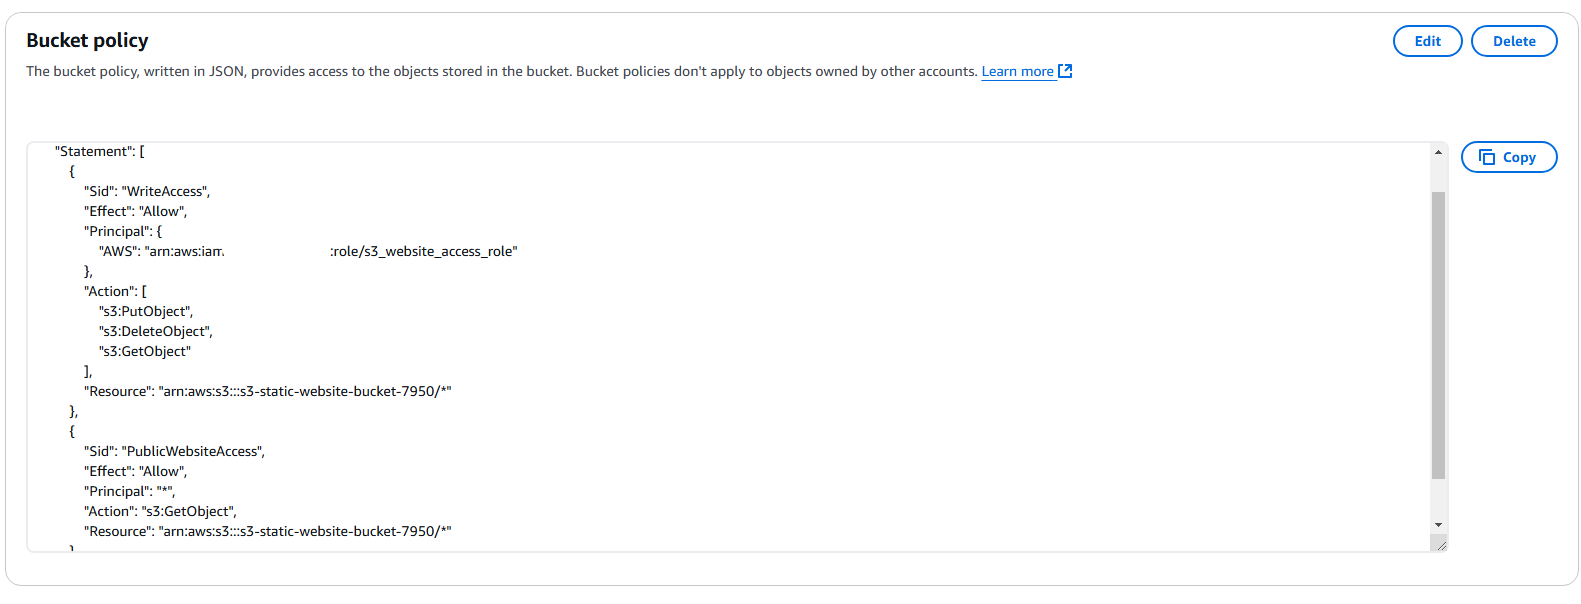 Bucket policy
Edit
Delete
The bucket policy, written in JSON, provides access to the objects stored in the bucket. Bucket policies don't apply to objects owned by other accounts. Learn more
Copy
"Statement": [
{
"Sid": "WriteAccess",
"Effect": "Allow",
"Principal": {
"AWS": "arn:aws:iam. :role/s3_website_access_role"
},
"Action": [
"s3:PutObject",
"s3:DeleteObject",
"s3:GetObject"
],
"Resource": "arn:aws:s3:::s3-static-website-bucket-7950/*"
},
{
"Sid": "PublicWebsiteAccess",
"Effect": "Allow",
"Principal": "*",
"Action": "s3:GetObject",
"Resource": "arn:aws:s3:::s3-static-website-bucket-7950/*"
}